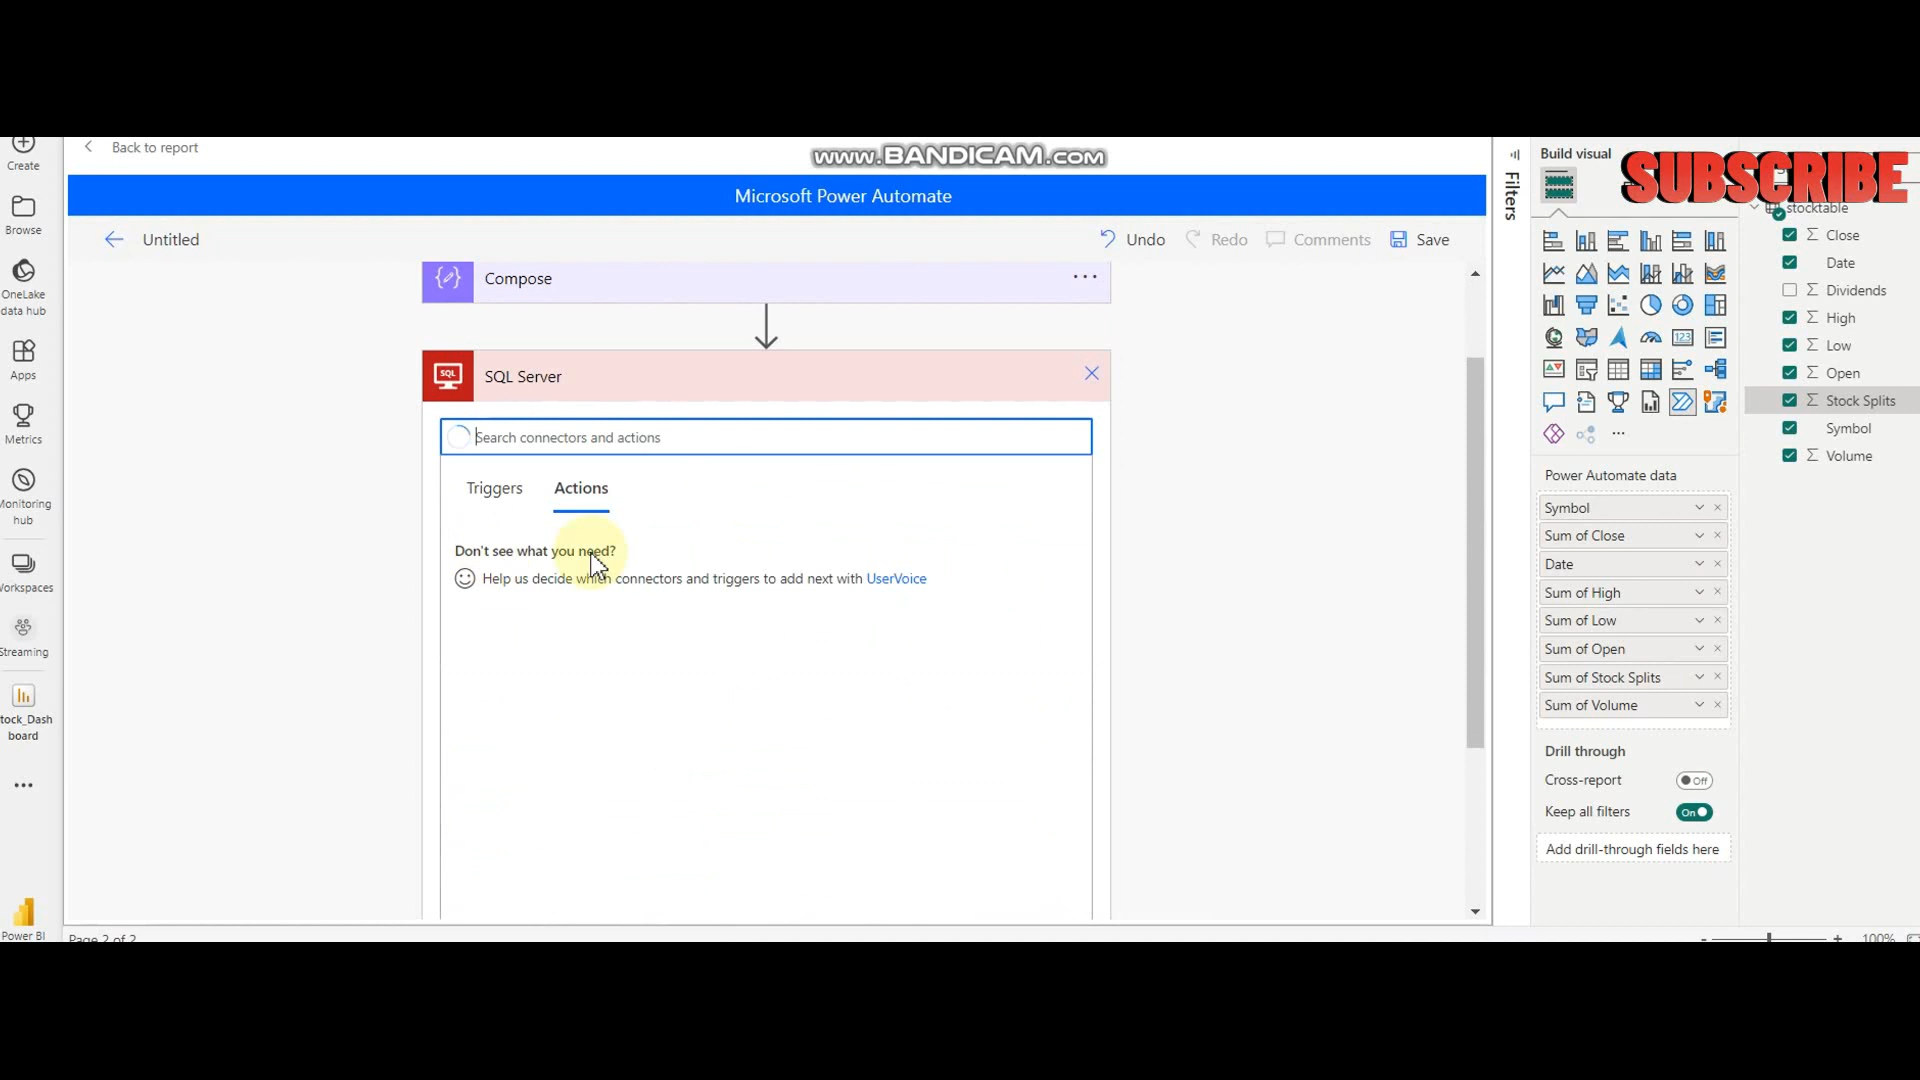 www.BANDICAM.com
SUBSCRIBE
Create
Browse
OneLake
data hub
Apps
Metrics
Monitoring
hub
Workspaces
Streaming
tock_Dash
board
Power BI
Back to report
Microsoft Power Automate
Untitled
Undo
Redo
Comments
Save
Compose
SQL
SQL Server
Search connectors and actions
Triggers
Actions
Don't see what you need?
Help us decide which connectors and triggers to add next with UserVoice
Page 2 of 2
Filters
Build visual
123
Power Automate data
Symbol
Sum of Close
Date
Sum of High
Sum of Low
Sum of Open
Sum of Stock Splits
Sum of Volume
Drill through
Cross-report
Off
Keep all filters
On
Add drill-through fields here
stocktable
Close
Date
Dividends
High
Low
Open
Stock Splits
Symbol
Volume
100%